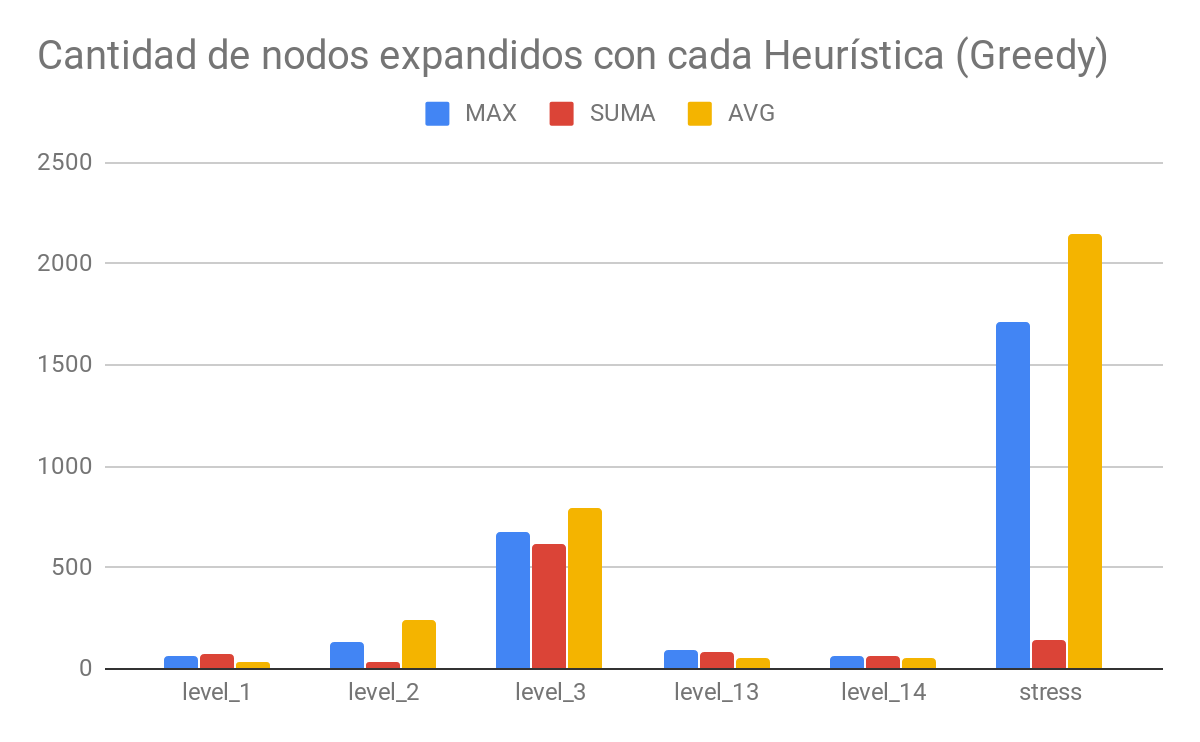 Cantidad de nodos expandidos con cada Heurística (Greedy)
MAX SUMA AVG
2500
2000
1500
1000
500
0
level_1 level_2 level_3 level_13 level_14 stress